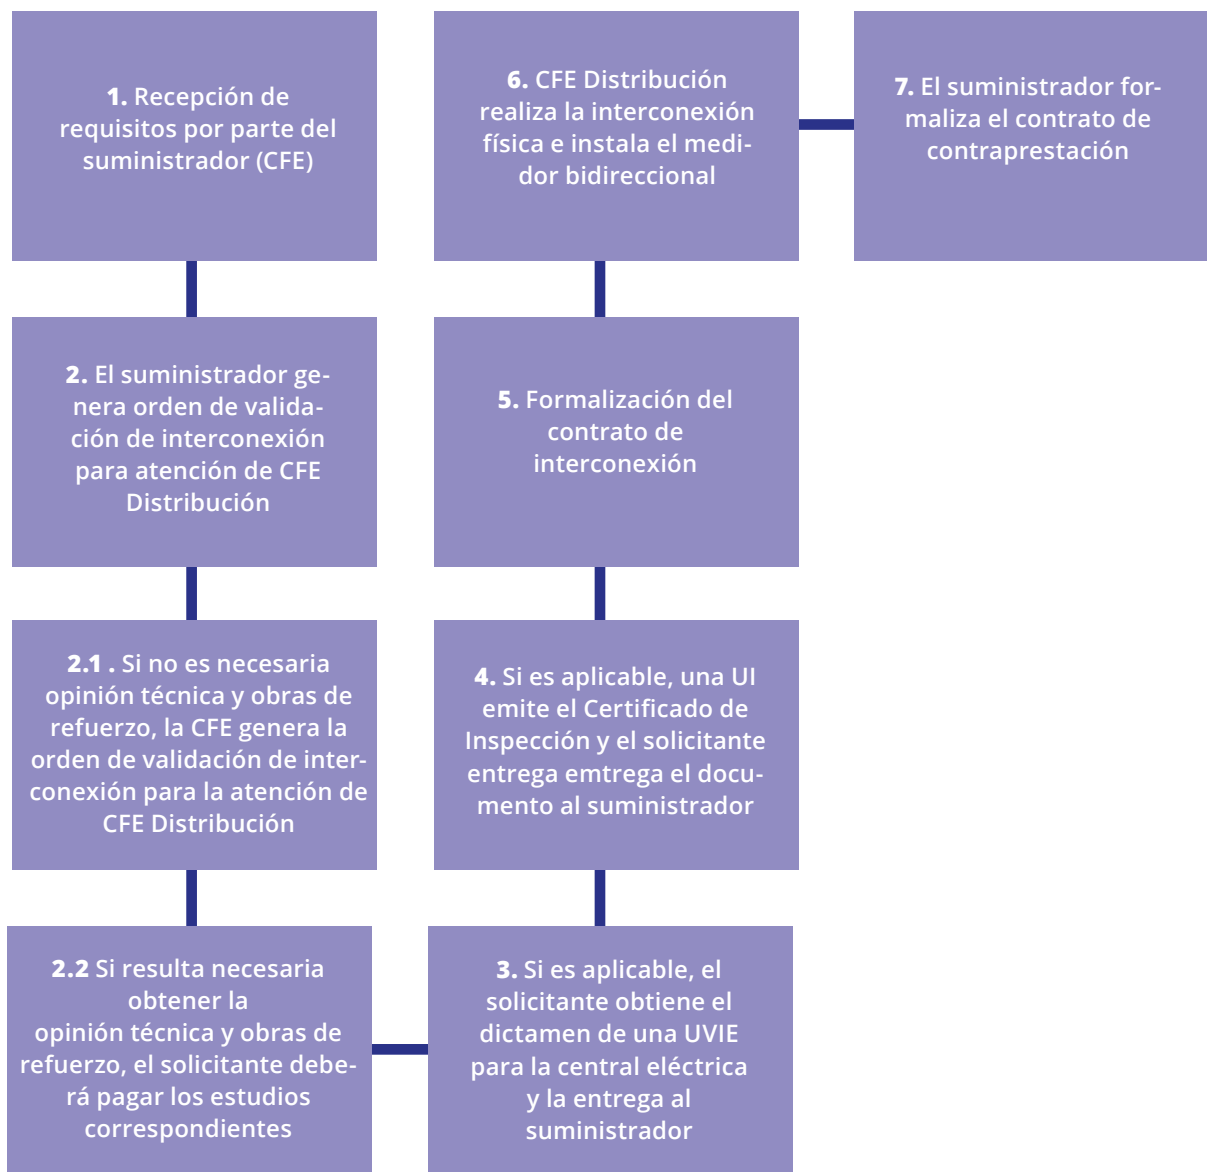 1. Recepción de
requisitos por parte del
suministrador (CFE)
2. El suministrador ge-
nera orden de valida-
ción de interconexión
para atención de CFE
Distribución
2.1 . Si no es necesaria
opinión técnica y obras de
refuerzo, la CFE genera la
orden de validación de inter-
conexión para la atención de
CFE Distribución
2.2 Si resulta necesaria
obtener la
opinión técnica y obras de
refuerzo, el solicitante debe-
rá pagar los estudios
correspondientes
3. Si es aplicable, el
solicitante obtiene el
dictamen de una UVIE
para la central eléctrica
y la entrega al
suministrador
4. Si es aplicable, una UI
emite el Certificado de
Inspección y el solicitante
entrega emtrega el docu-
mento al suministrador
5. Formalización del
contrato de
interconexión
6. CFE Distribución
realiza la interconexión
física e instala el medi-
dor bidireccional
7. El suministrador for-
maliza el contrato de
contraprestación